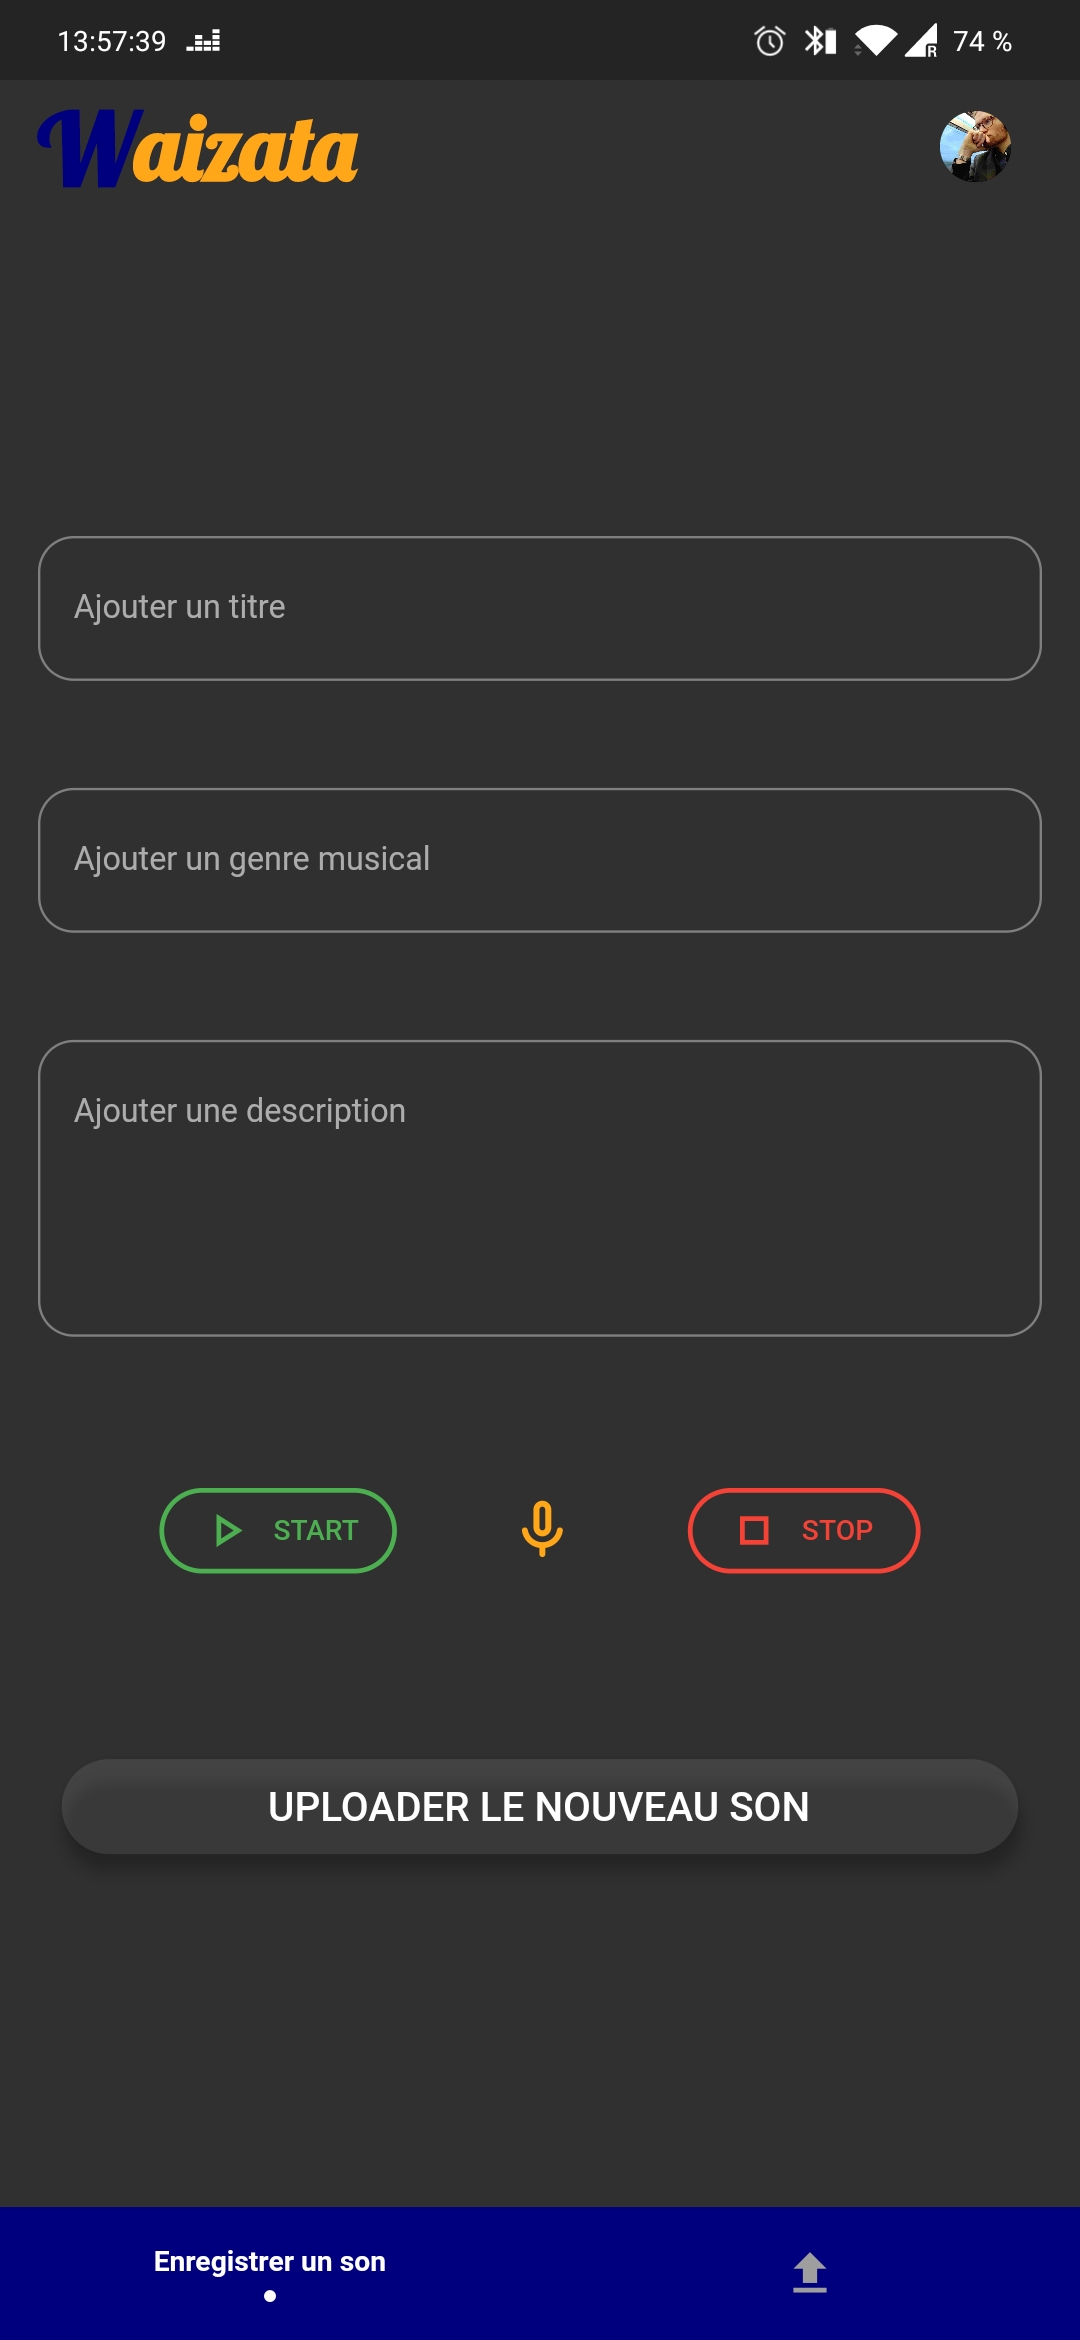 13:57:39 74 %
Waizata
Ajouter un titre
Ajouter un genre musical
Ajouter une description
START STOP
UPLOADER LE NOUVEAU SON
Enregistrer un son